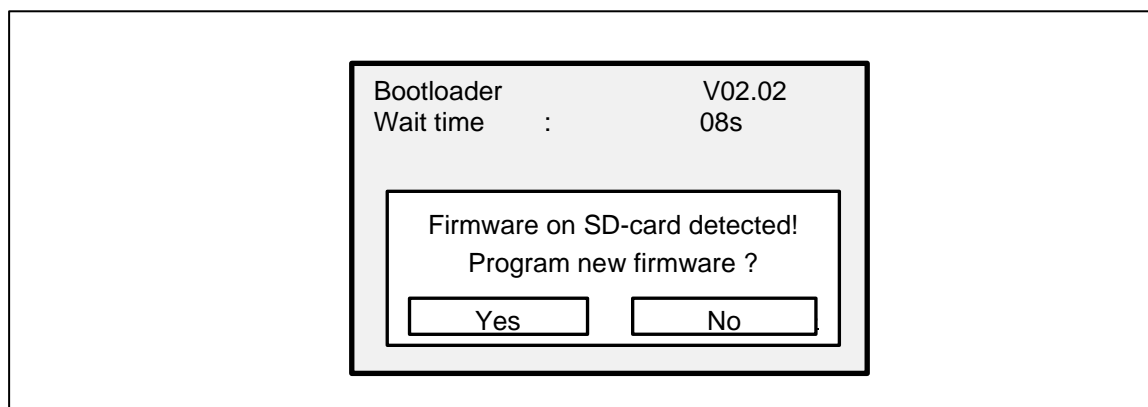 Bootloader V02.02
Wait time : 08s
Firmware on SD-card detected!
Program new firmware ?
Yes No .